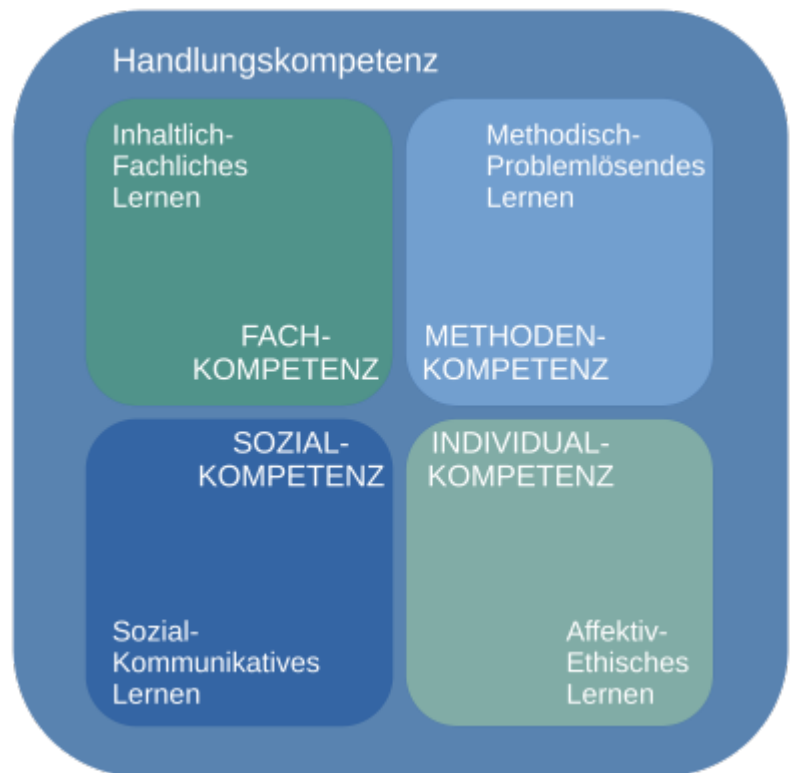 Handlungskompetenz
Inhaltlich-
Fachliches
Lernen
FACH-
KOMPETENZ
Methodisch-
Problemlösendes
Lernen
METHODEN-
KOMPETENZ
SOZIAL-
KOMPETENZ
Sozial-
Kommunikatives
Lernen
INDIVIDUAL-
KOMPETENZ
Affektiv-
Ethisches
Lernen